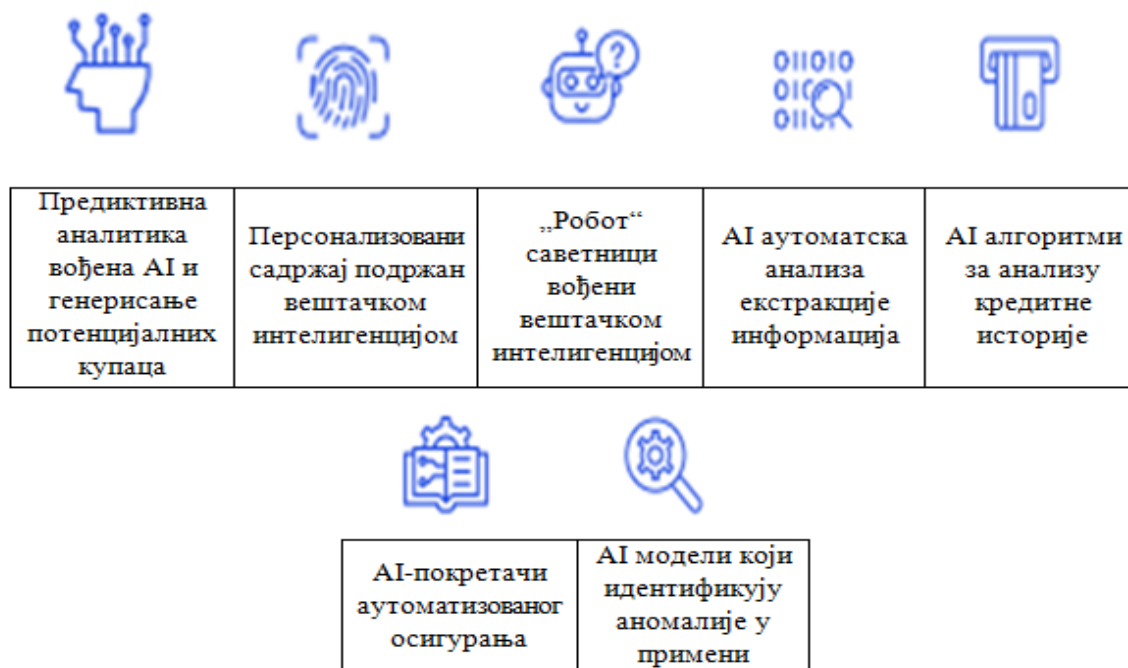 ?
011010
Предиктивна
аналитика
вођена AI и
генерисање
потенцијалних
купаца
Персонализовани
садржај подржан
вештачком
интелигенцијом
„Робот“
саветници
вођени
вештачком
интелигенцијом
AI аутоматска
анализа
екстракције
информација
AI алгоритми
за анализу
кредитне
историје
AI-покретачи
аутоматизованог
осигурања
AI модели који
идентификују
аномалије у
примени